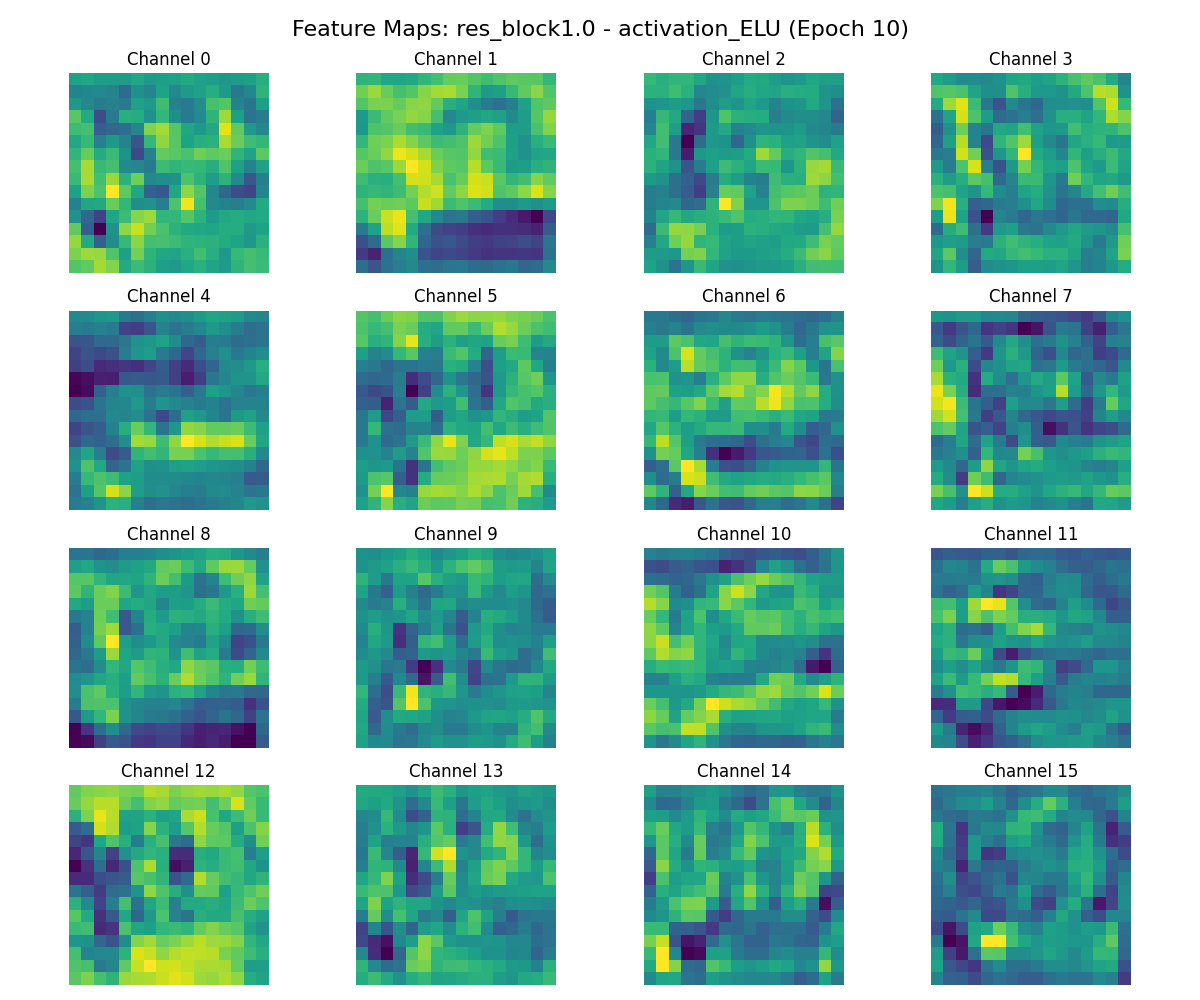 Feature Maps: res_block1.0 - activation_ELU (Epoch 10)
Channel 0
Channel 1
Channel 2
Channel 3
Channel 4
Channel 5
Channel 6
Channel 7
Channel 8
Channel 9
Channel 10
Channel 11
Channel 12
Channel 13
Channel 14
Channel 15